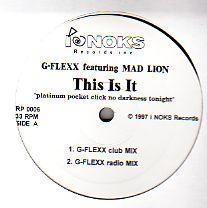 i NOKS
Records inc
G-FLEXX featuring MAD LION
This Is It
"platinum pocket click no darkness tonight"
RP 0006
33 RPM
SIDE A
© 1997 i NOKS Records
1. G-FLEXX club MIX
2. G-FLEXX radio MIX